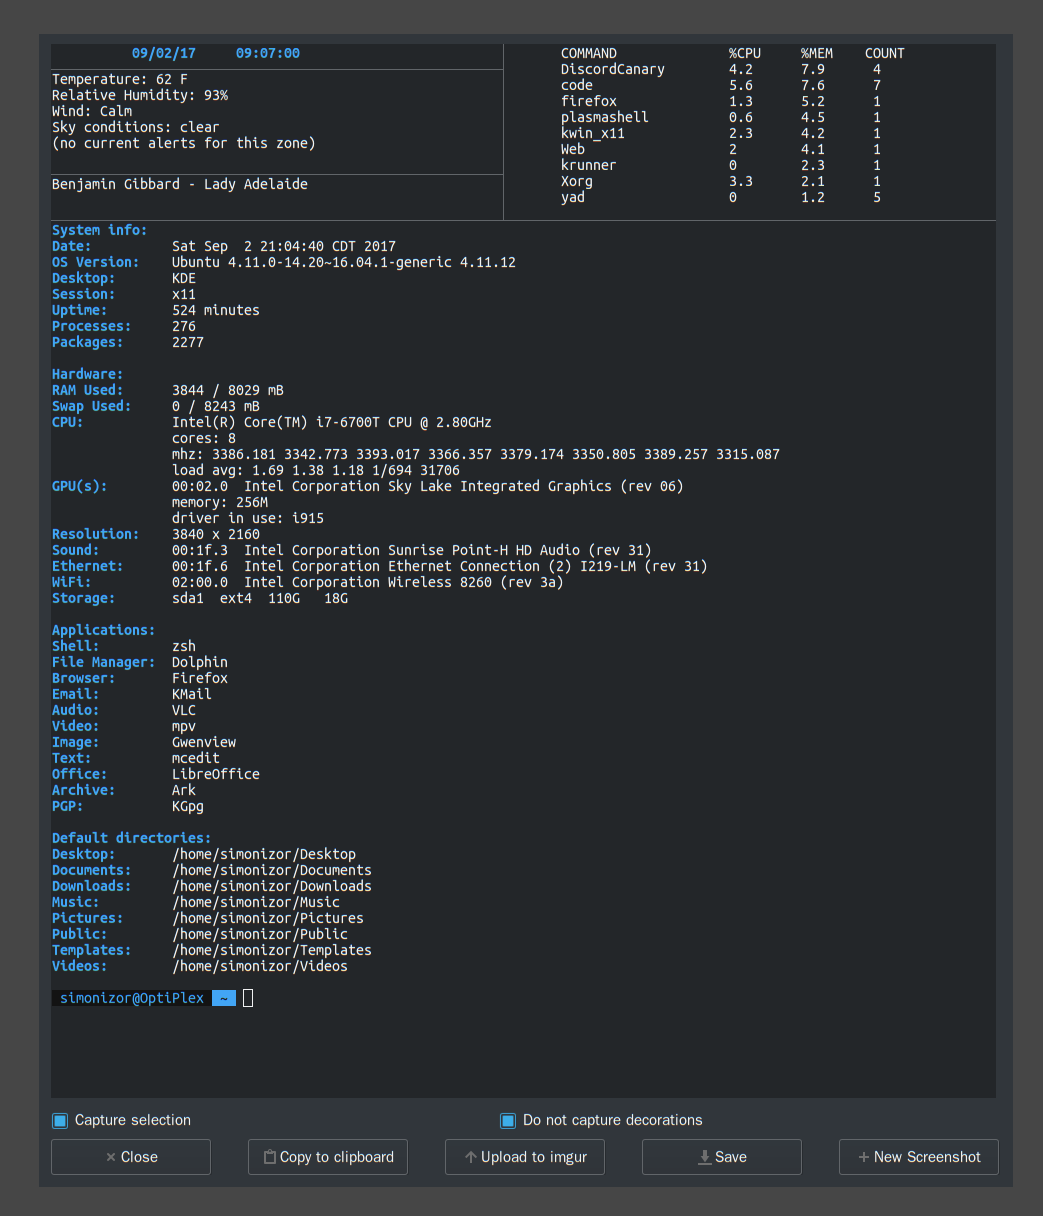 09/02/17 09:07:00
Temperature: 62 F
Relative Humidity: 93%
Wind: Calm
Sky conditions: clear
(no current alerts for this zone)
Benjamin Gibbard - Lady Adelaide
COMMAND %CPU %MEM COUNT
DiscordCanary 4.2 7.9 4
code 5.6 7.6 7
firefox 1.3 5.2 1
plasmashell 0.6 4.5 1
kwin_x11 2.3 4.2 1
Web 2 4.1 1
krunner 0 2.3 1
Xorg 3.3 2.1 1
yad 0 1.2 5
System info:
Date: Sat Sep  2 21:04:40 CDT 2017
OS Version: Ubuntu 4.11.0-14.20~16.04.1-generic 4.11.12
Desktop: KDE
Session: x11
Uptime: 524 minutes
Processes: 276
Packages: 2277
Hardware:
RAM Used: 3844 / 8029 mB
Swap Used: 0 / 8243 mB
CPU: Intel(R) Core(TM) i7-6700T CPU @ 2.80GHz
cores: 8
mhz: 3386.181 3342.773 3393.017 3366.357 3379.174 3350.805 3389.257 3315.087
load avg: 1.69 1.38 1.18 1/694 31706
GPU(s): 00:02.0  Intel Corporation Sky Lake Integrated Graphics (rev 06)
memory: 256M
driver in use: i915
Resolution: 3840 x 2160
Sound: 00:1f.3  Intel Corporation Sunrise Point-H HD Audio (rev 31)
Ethernet: 00:1f.6  Intel Corporation Ethernet Connection (2) I219-LM (rev 31)
WiFi: 02:00.0  Intel Corporation Wireless 8260 (rev 3a)
Storage: sda1  ext4  110G   18G
Applications:
Shell: zsh
File Manager: Dolphin
Browser: Firefox
Email: KMail
Audio: VLC
Video: mpv
Image: Gwenview
Text: mcedit
Office: LibreOffice
Archive: Ark
PGP: KGpg
Default directories:
Desktop: /home/simonizor/Desktop
Documents: /home/simonizor/Documents
Downloads: /home/simonizor/Downloads
Music: /home/simonizor/Music
Pictures: /home/simonizor/Pictures
Public: /home/simonizor/Public
Templates: /home/simonizor/Templates
Videos: /home/simonizor/Videos
simonizor@OptiPlex ~
Capture selection Do not capture decorations
Close Copy to clipboard Upload to imgur Save New Screenshot